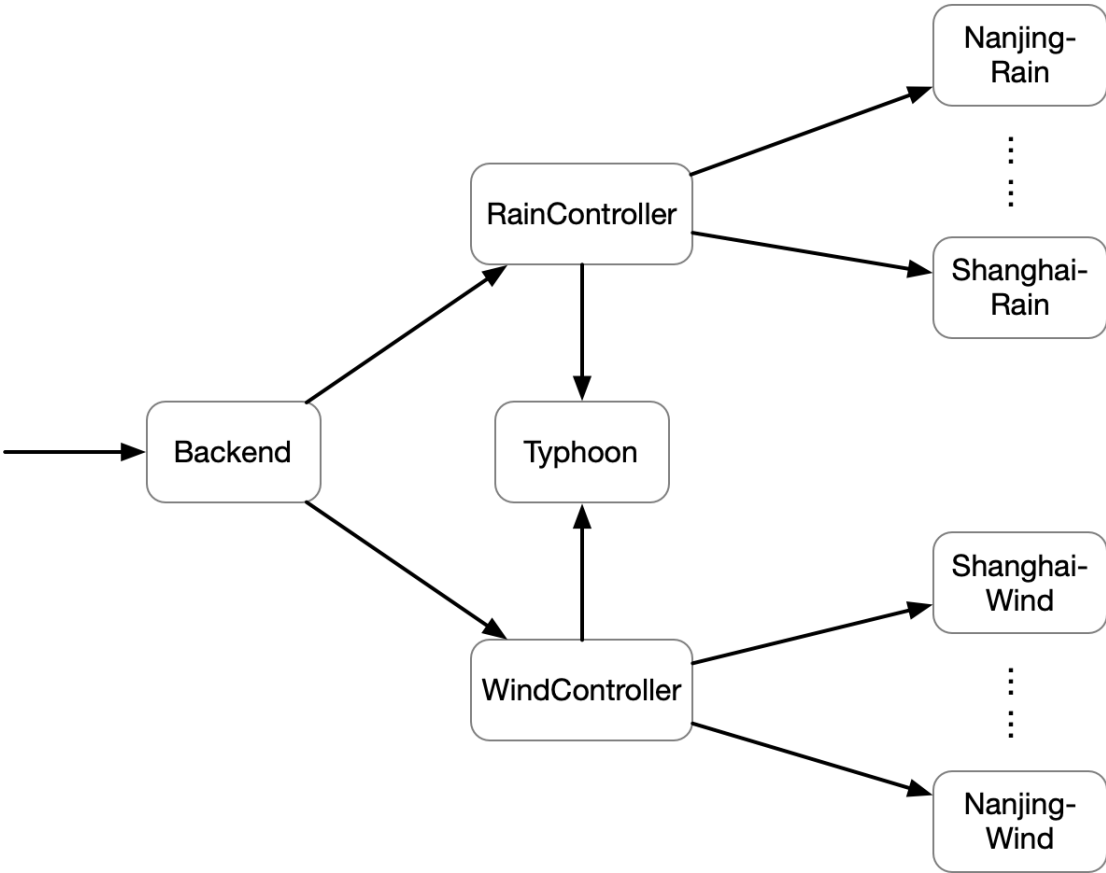 Nanjing-
Rain
RainController
Shanghai-
Rain
Backend
Typhoon
Shanghai-
Wind
WindController
Nanjing-
Wind